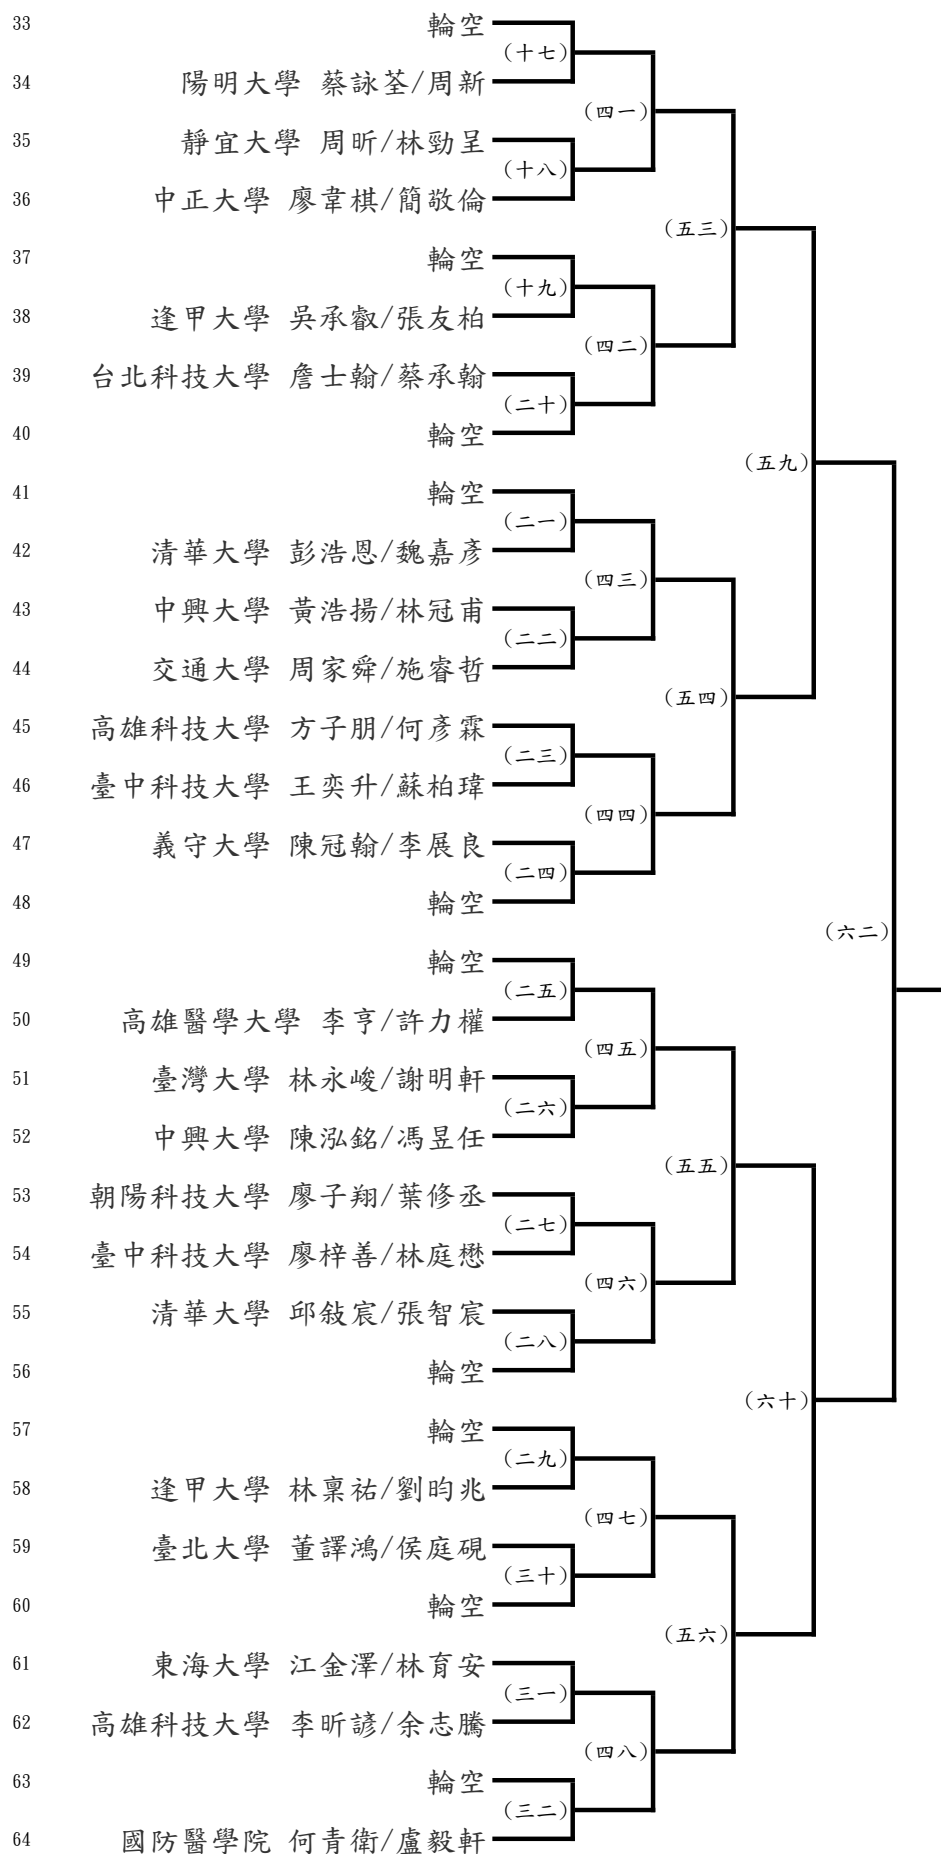 33 輪空
(十七)
34 陽明大學 蔡詠荃/周新
(四一)
35 靜宜大學 周昕/林勁呈
(十八)
36 中正大學 廖韋棋/簡敬倫
(五三)
37 輪空
(十九)
38 逢甲大學 吳承叡/張友柏
(四二)
39 台北科技大學 詹士翰/蔡承翰
(二十)
40 輪空
(五九)
41 輪空
(二一)
42 清華大學 彭浩恩/魏嘉彥
(四三)
43 中興大學 黃浩揚/林冠甫
(二二)
44 交通大學 周家舜/施睿哲
(五四)
45 高雄科技大學 方子朋/何彥霖
(二三)
46 臺中科技大學 王奕升/蘇柏瑋
(四四)
47 義守大學 陳冠翰/李展良
(二四)
48 輪空
(六二)
49 輪空
(二五)
50 高雄醫學大學 李亨/許力權
(四五)
51 臺灣大學 林永峻/謝明軒
(二六)
52 中興大學 陳泓銘/馮昱任
(五五)
53 朝陽科技大學 廖子翔/葉修丞
(二七)
54 臺中科技大學 廖梓善/林庭懋
(四六)
55 清華大學 邱敍宸/張智宸
(二八)
56 輪空
(六十)
57 輪空
(二九)
58 逢甲大學 林稟祐/劉昀兆
(四七)
59 臺北大學 董譯鴻/侯庭硯
(三十)
60 輪空
(五六)
61 東海大學 江金澤/林育安
(三一)
62 高雄科技大學 李昕諺/余志騰
(四八)
63 輪空
(三二)
64 國防醫學院 何青衛/盧毅軒